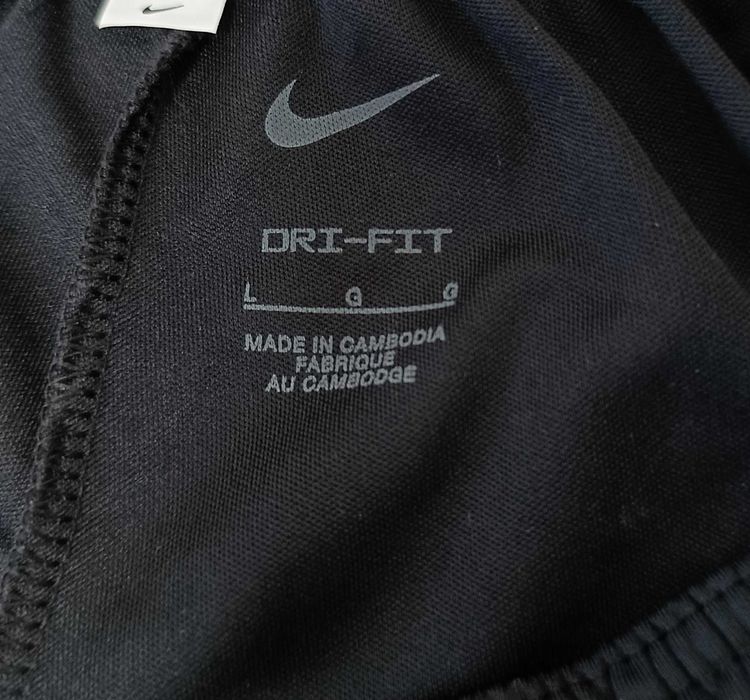 DRI-FIT
L G G
MADE IN CAMBODIA
FABRIQUE
AU CAMBODGE